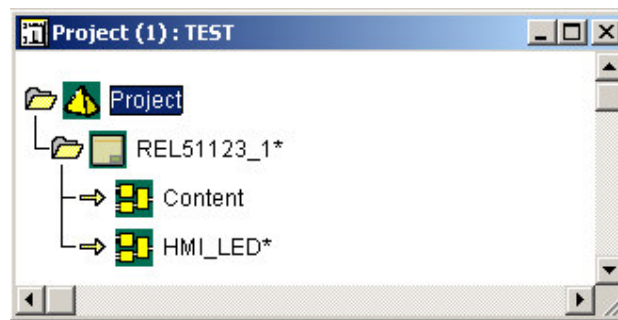 Project (1) : TEST
Project
REL51123_1*
Content
HMI_LED*